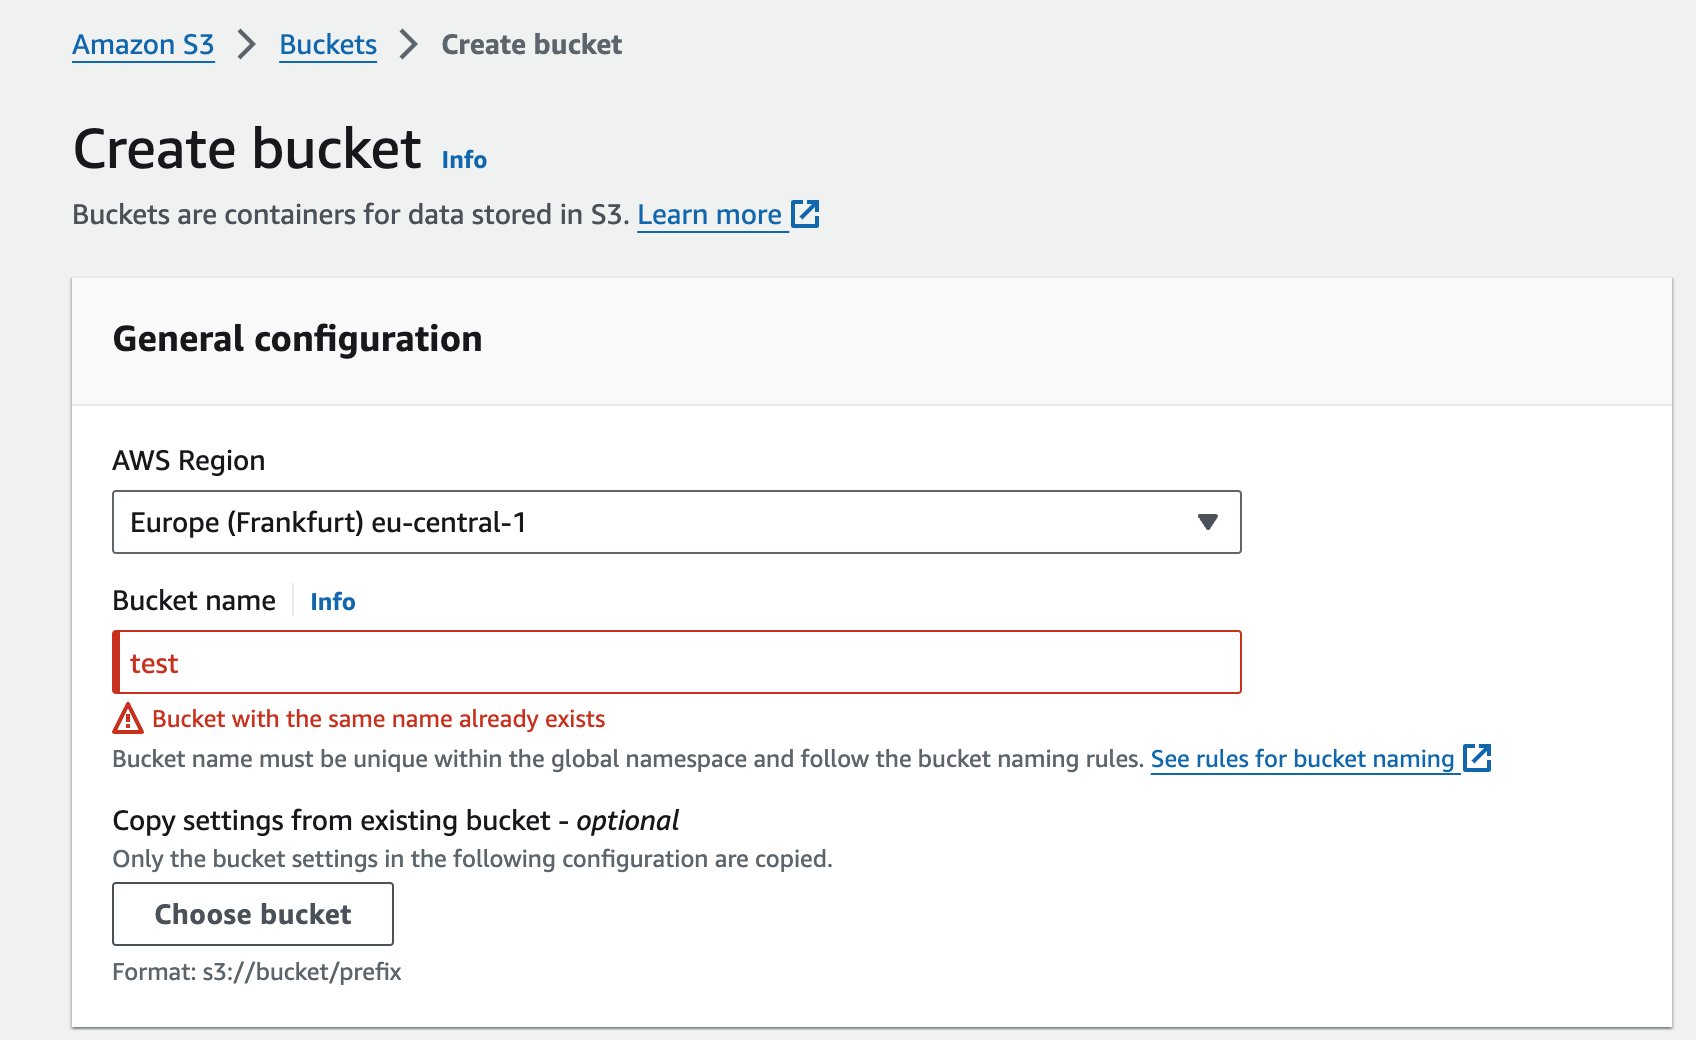 Amazon S3 > Buckets > Create bucket
Create bucket Info
Buckets are containers for data stored in S3. Learn more
General configuration
AWS Region
Europe (Frankfurt) eu-central-1
Bucket name Info
test
Bucket with the same name already exists
Bucket name must be unique within the global namespace and follow the bucket naming rules. See rules for bucket naming
Copy settings from existing bucket - optional
Only the bucket settings in the following configuration are copied.
Choose bucket
Format: s3://bucket/prefix